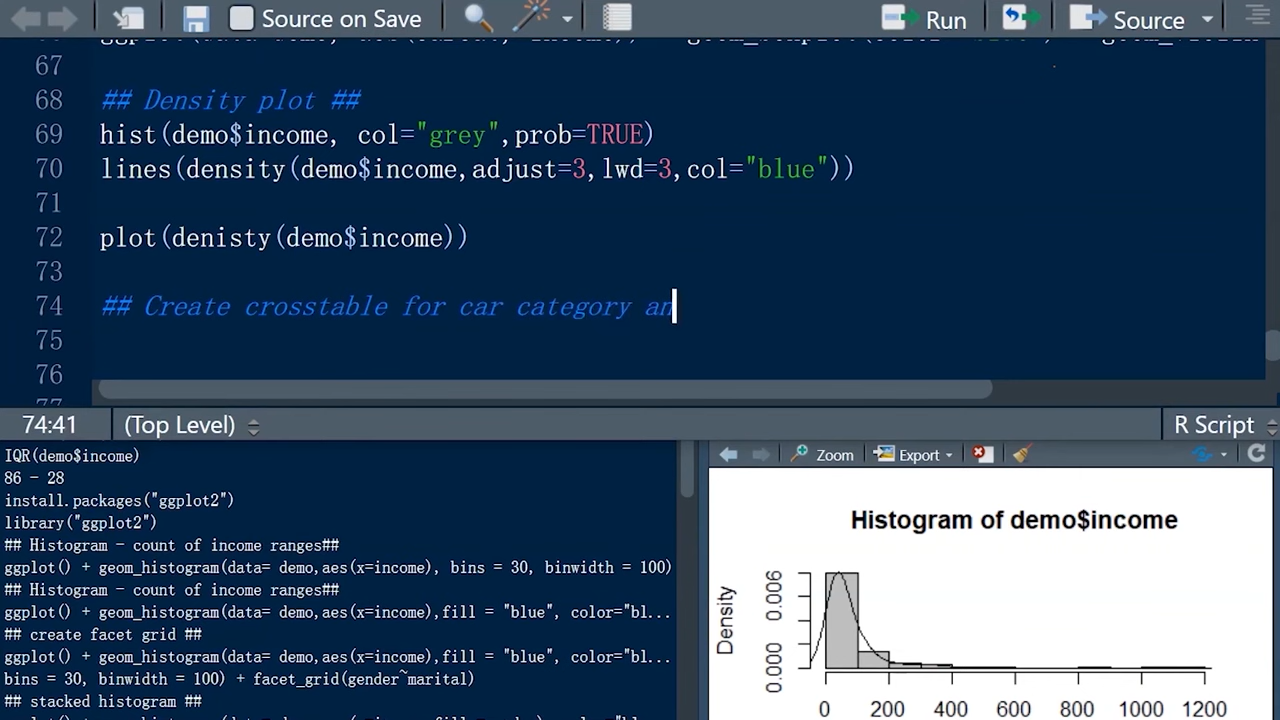 Source on Save
Run
Source
67
68 ## Density plot ##
69 hist(demo$income, col="grey",prob=TRUE)
70 lines(density(demo$income,adjust=3,lwd=3,col="blue"))
71
72 plot(denisty(demo$income))
73
74 ## Create crosstable for car category an
75
76
74:41 (Top Level) R Script
IQR(demo$income)
86 - 28
install.packages("ggplot2")
library("ggplot2")
## Histogram - count of income ranges##
ggplot() + geom_histogram(data= demo,aes(x=income), bins = 30, binwidth = 100)
## Histogram - count of income ranges##
ggplot() + geom_histogram(data= demo,aes(x=income),fill = "blue", color="bl...
## create facet grid ##
ggplot() + geom_histogram(data= demo,aes(x=income),fill = "blue", color="bl...
bins = 30, binwidth = 100) + facet_grid(gender~marital)
## stacked histogram ##
Zoom Export
Histogram of demo$income
Density
0.006
0.000
0 200 400 600 800 1000 1200